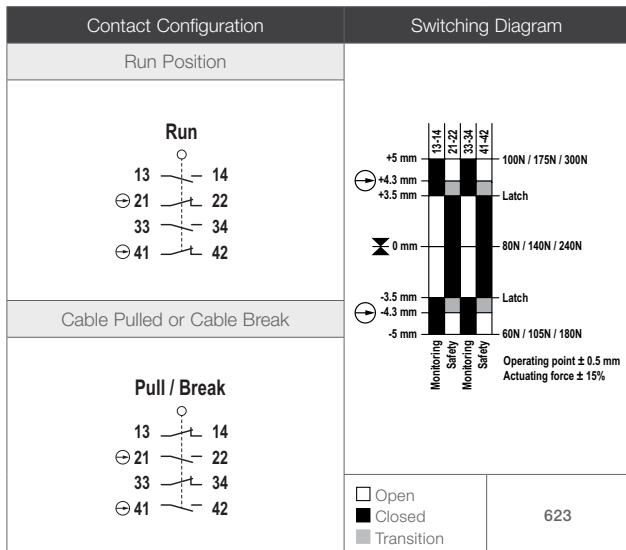 Contact Configuration
Switching Diagram
Run Position
Run
13 14
21 22
33 34
41 42
Cable Pulled or Cable Break
Pull / Break
13 14
21 22
33 34
41 42
13-14 21-22 33-34 41-42
+5 mm 100N / 175N / 300N
+4.3 mm
+3.5 mm Latch
0 mm 80N / 140N / 240N
-3.5 mm Latch
-4.3 mm
-5 mm 60N / 105N / 180N
Monitoring Safety Monitoring Safety
Operating point ± 0.5 mm
Actuating force ± 15%
Open
Closed
Transition
623